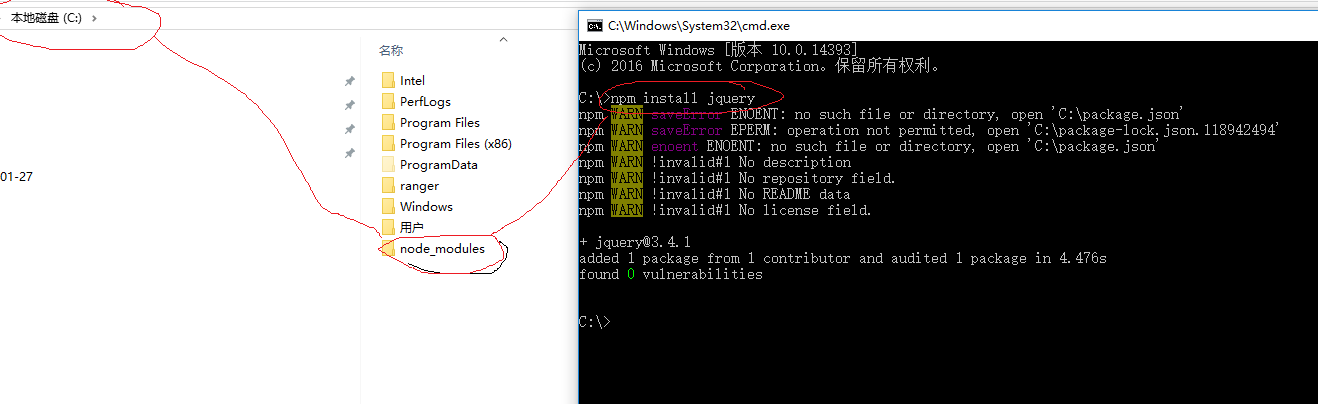 本地磁盘 (C:)
名称
Intel
PerfLogs
Program Files
Program Files (x86)
ProgramData
01-27
ranger
Windows
用户
node_modules
C:\Windows\System32\cmd.exe
Microsoft Windows [版本 10.0.14393]
(c) 2016 Microsoft Corporation。保留所有权利。
C:\>npm install jquery
npm WARN saveError ENOENT: no such file or directory, open 'C:\package.json'
npm WARN saveError EPERM: operation not permitted, open 'C:\package-lock.json.118942494'
npm WARN enoent ENOENT: no such file or directory, open 'C:\package.json'
npm WARN !invalid#1 No description
npm WARN !invalid#1 No repository field.
npm WARN !invalid#1 No README data
npm WARN !invalid#1 No license field.
+ jquery@3.4.1
added 1 package from 1 contributor and audited 1 package in 4.476s
found 0 vulnerabilities
C:\>